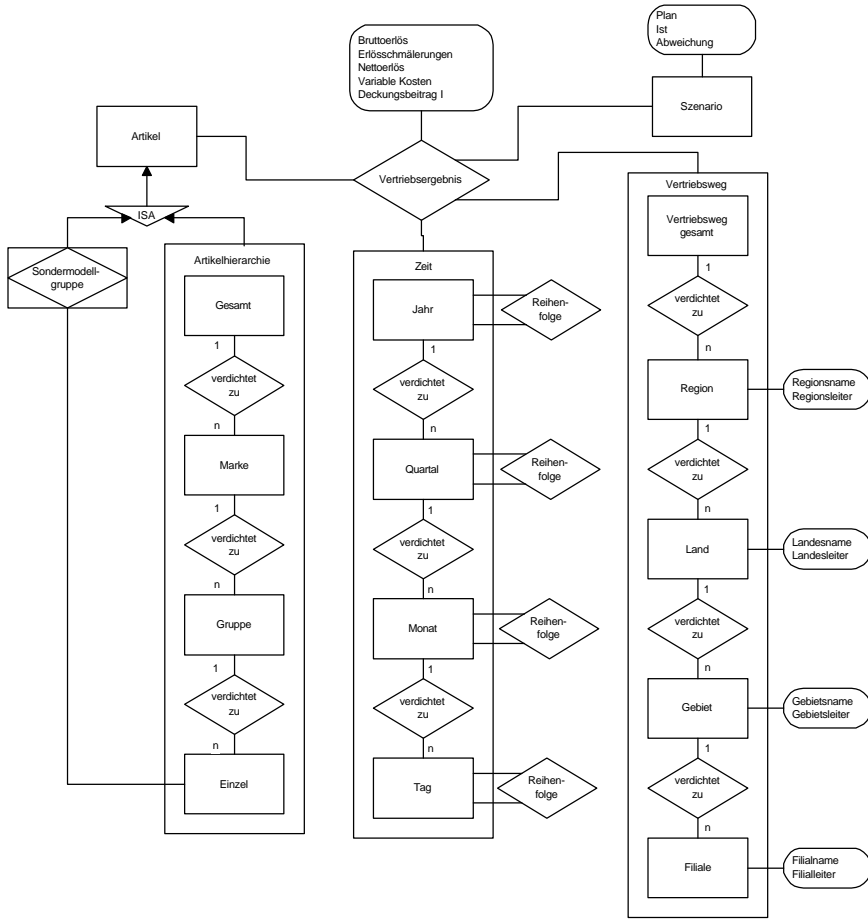 Plan
Ist
Abweichung
Bruttoerlös
Erlösschmälerungen
Nettoerlös
Variable Kosten
Deckungsbeitrag I
Szenario
Artikel
Vertriebsergebnis
ISA
Sondermodell-
gruppe
Artikelhierarchie
Gesamt
1
verdichtet
zu
n
Marke
1
verdichtet
zu
n
Gruppe
1
verdichtet
zu
n
Einzel
Zeit
Jahr
Reihen-
folge
1
verdichtet
zu
n
Quartal
Reihen-
folge
1
verdichtet
zu
n
Monat
Reihen-
folge
1
verdichtet
zu
n
Tag
Reihen-
folge
Vertriebsweg
Vertriebsweg
gesamt
1
verdichtet
zu
n
Region
Regionsname
Regionsleiter
1
verdichtet
zu
n
Land
Landesname
Landesleiter
1
verdichtet
zu
n
Gebiet
Gebietsname
Gebietsleiter
1
verdichtet
zu
n
Filiale
Filialname
Filialleiter